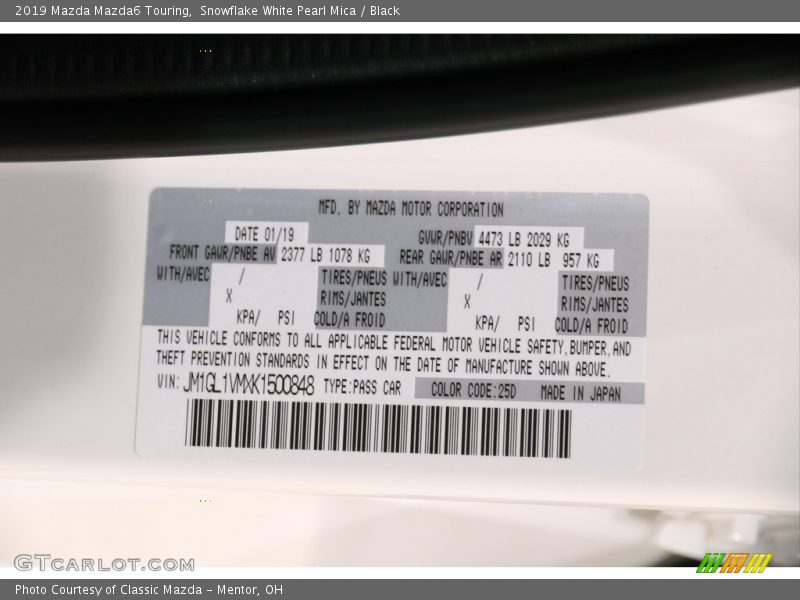 2019 Mazda Mazda6 Touring,  Snowflake White Pearl Mica / Black
MFD. BY MAZDA MOTOR CORPORATION
DATE 01/19 GVWR/PNBV 4473 LB 2029 KG
FRONT GAWR/PNBE AV 2377 LB 1078 KG REAR GAWR/PNBE AR 2110 LB 957 KG
WITH/AVEC / TIRES/PNEUS WITH/AVEC / TIRES/PNEUS
X RIMS/JANTES X RIMS/JANTES
KPA/ PSI COLD/A FROID KPA/ PSI COLD/A FROID
THIS VEHICLE CONFORMS TO ALL APPLICABLE FEDERAL MOTOR VEHICLE SAFETY, BUMPER, AND
THEFT PREVENTION STANDARDS IN EFFECT ON THE DATE OF MANUFACTURE SHOWN ABOVE.
VIN: JM1GL1VMXK1500848 TYPE:PASS CAR COLOR CODE:25D MADE IN JAPAN
GTCARLOT.COM
Photo Courtesy of Classic Mazda - Mentor, OH